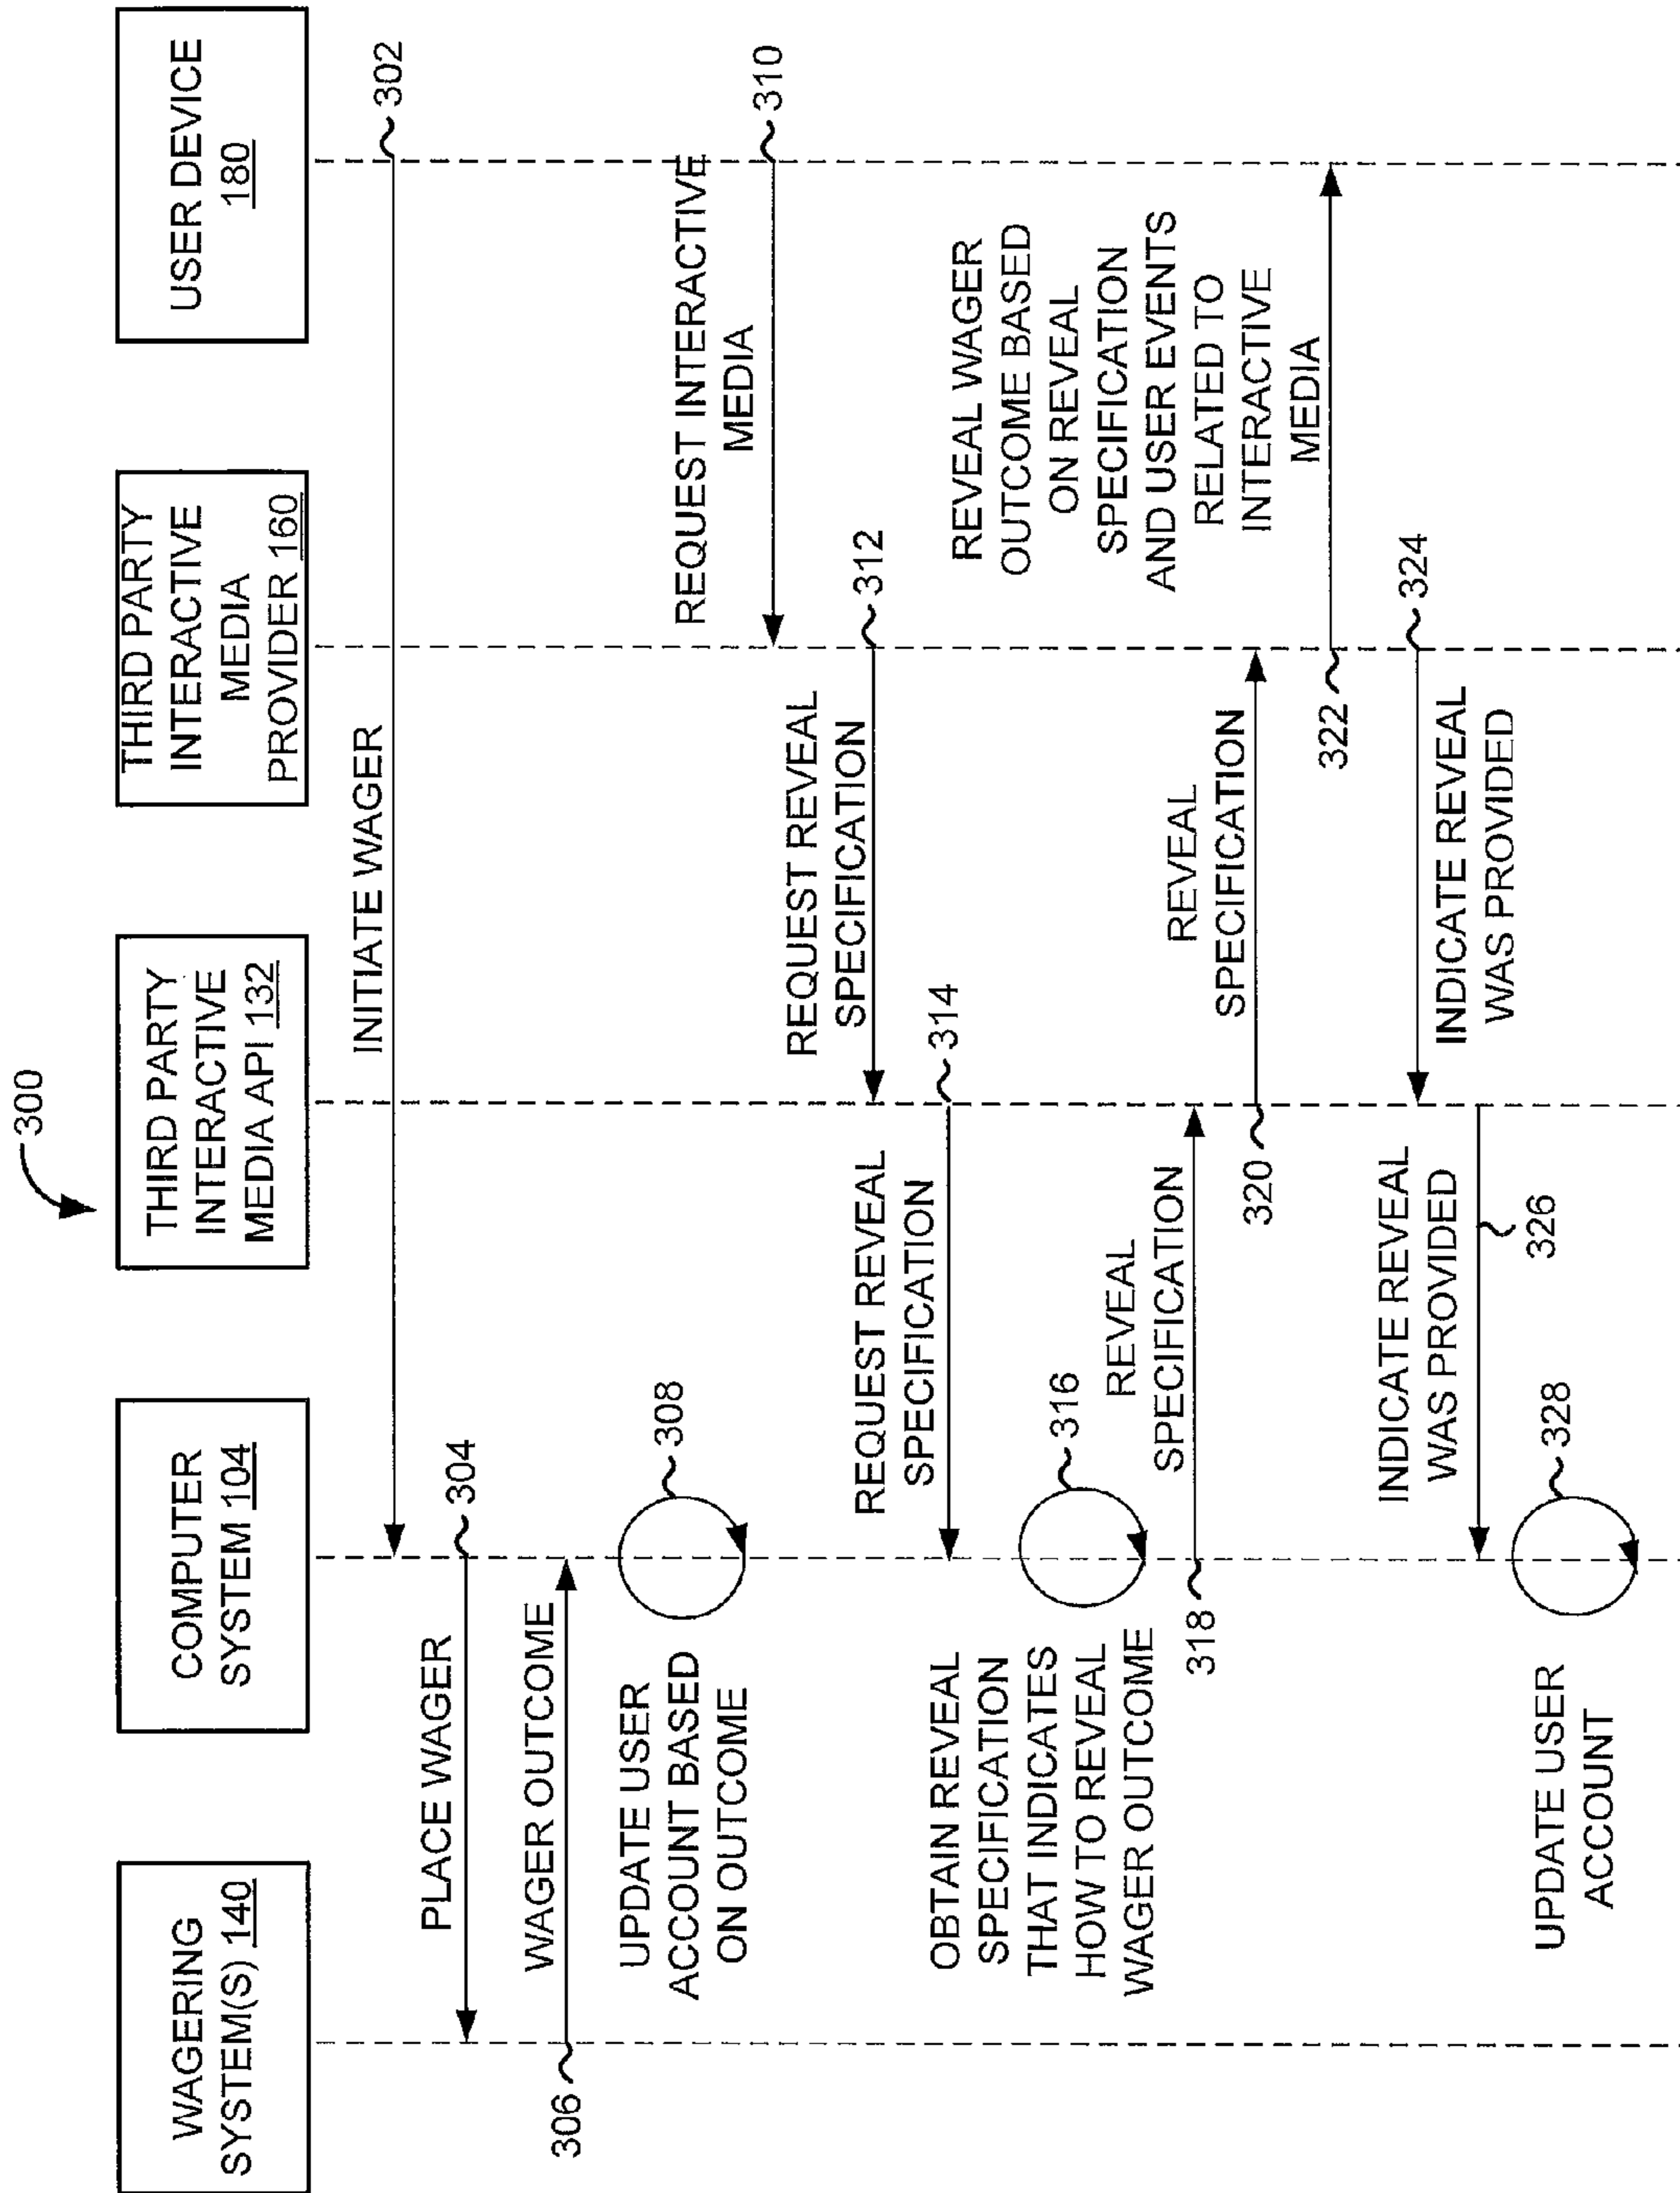 300
WAGERING
SYSTEM(S) 140
COMPUTER
SYSTEM 104
THIRD PARTY
INTERACTIVE
MEDIA API 132
THIRD PARTY
INTERACTIVE
MEDIA
PROVIDER 160
USER DEVICE
180
INITIATE WAGER
302
PLACE WAGER
304
WAGER OUTCOME
306
UPDATE USER
ACCOUNT BASED
ON OUTCOME
308
REQUEST INTERACTIVE
MEDIA
310
REQUEST REVEAL
SPECIFICATION
312
REQUEST REVEAL
SPECIFICATION
314
OBTAIN REVEAL
SPECIFICATION
THAT INDICATES
HOW TO REVEAL
WAGER OUTCOME
316
REVEAL
SPECIFICATION
318
REVEAL
SPECIFICATION
320
REVEAL WAGER
OUTCOME BASED
ON REVEAL
SPECIFICATION
AND USER EVENTS
RELATED TO
INTERACTIVE
MEDIA
322
INDICATE REVEAL
WAS PROVIDED
324
INDICATE REVEAL
WAS PROVIDED
326
UPDATE USER
ACCOUNT
328